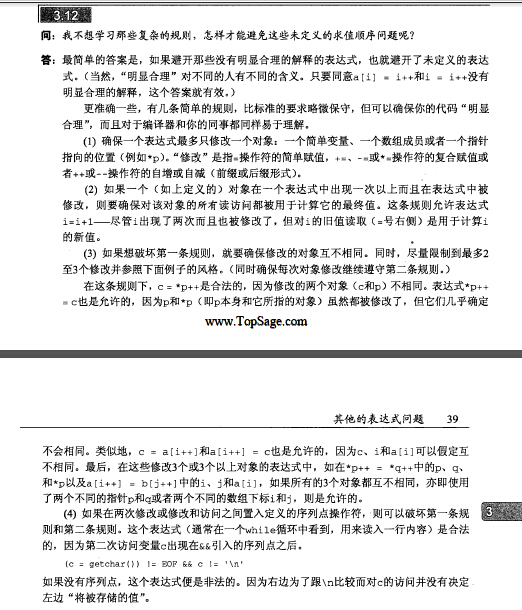 3.12
问：我不想学习那些复杂的规则，怎样才能避免这些未定义的求值顺序问题呢？
答：最简单的答案是，如果避开那些没有明显合理的解释的表达式，也就避开了未定义的表达
式。（当然，“明显合理”对不同的人有不同的含义。只要同意a[i] = i++和i = i++没有
明显合理的解释，这个答案就有效。）
更准确一些，有几条简单的规则，比标准的要求略微保守，但可以确保你的代码“明显
合理”，而且对于编译器和你的同事都同样易于理解。
(1) 确保一个表达式最多只修改一个对象：一个简单变量、一个数组成员或者一个指针
指向的位置（例如*p）。“修改”是指=操作符的简单赋值，+=、-=或*=操作符的复合赋值或
者++或--操作符的自增或自减（前缀或后缀形式）。
(2) 如果一个（如上定义的）对象在一个表达式中出现一次以上而且在表达式中被
修改，则要确保对该对象的所有读访问都被用于计算它的最终值。这条规则允许表达式
i=i+1——尽管i出现了两次而且也被修改了，但对i的旧值读取（=号右侧）是用于计算i
的新值。
(3) 如果想破坏第一条规则，就要确保修改的对象互不相同。同时，尽量限制到最多2
至3个修改并参照下面例子的风格。（同时确保每次对象修改继续遵守第二条规则。）
在这条规则下，c = *p++是合法的，因为修改的两个对象（c和p）不相同。表达式*p++
= c也是允许的，因为p和*p（即p本身和它所指的对象）虽然都被修改了，但它们几乎确定
www.TopSage.com
其他的表达式问题 39
不会相同。类似地，c = a[i++]和a[i++] = c也是允许的，因为c、i和a[i]可以假定互
不相同。最后，在这些修改3个或3个以上对象的表达式中，如在*p++ = *q++中的p、q、
和*p以及a[i++] = b[j++]中的i、j和a[i]，如果所有的3个对象都互不相同，亦即使用
了两个不同的指针p和q或者两个不同的数组下标i和j，则是允许的。
(4) 如果在两次修改或修改和访问之间置入定义的序列点操作符，则可以破坏第一条规
则和第二条规则。这个表达式（通常在一个while循环中看到，用来读入一行内容）是合法
的，因为第二次访问变量c出现在&&引入的序列点之后。
3
(c = getchar()) != EOF && c != '\n'
如果没有序列点，这个表达式便是非法的。因为右边为了跟\n比较而对c的访问并没有决定
左边“将被存储的值”。